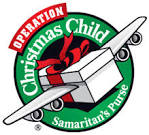 OPERATION
Christmas Child
Samaritan's Purse
®